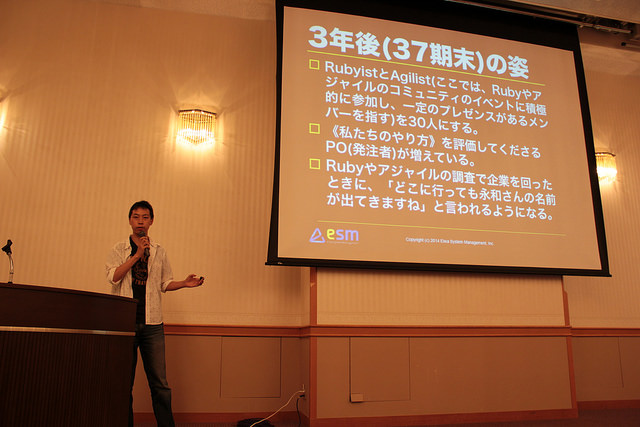 3年後(37期末)の姿
□ RubyistとAgilist(ここでは、Rubyやア
ジャイルのコミュニティのイベントに積極
的に参加し、一定のプレゼンスがあるメン
バーを指す)を30人にする。
□ 《私たちのやり方》を評価してくださる
PO(発注者)が増えている。
□ Rubyやアジャイルの調査で企業を回った
ときに、「どこに行っても永和さんの名前
が出てきますね」と言われるようになる。
esm
Copyright (c) 2014 Eiwa System Management, Inc.